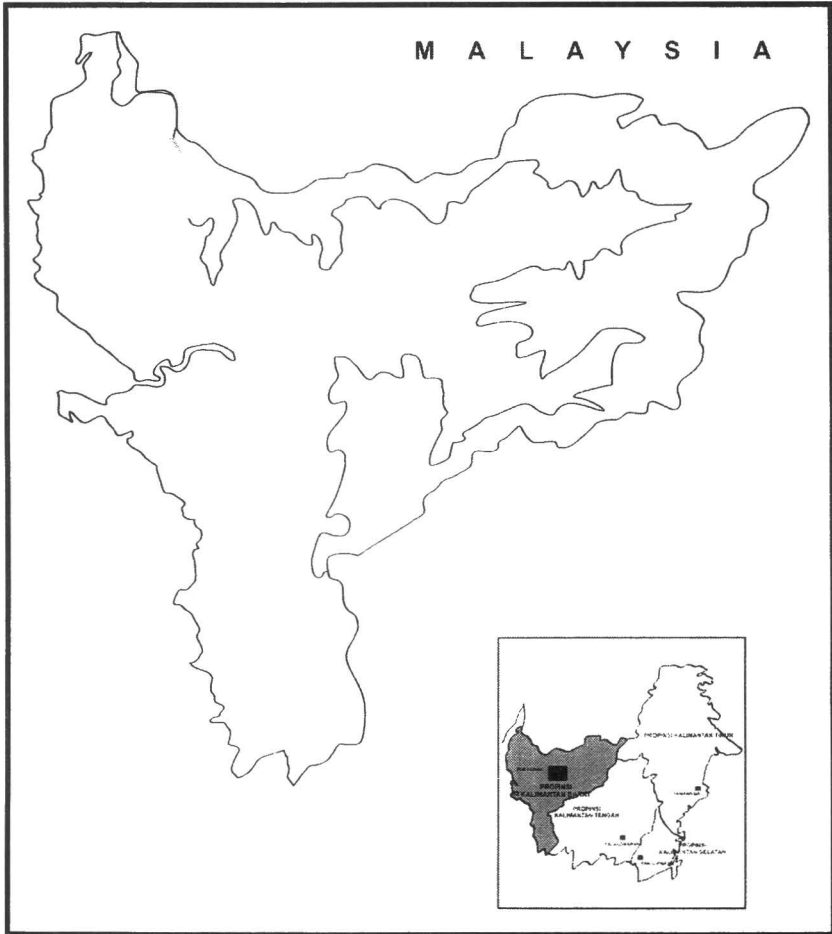 M A L A Y S I A
PROPINSI KALIMANTAN TIMUR
PROPINSI
KALIMANTAN BARAT
PROPINSI
KALIMANTAN TENGAH
PROPINSI
KALIMANTAN SELATAN